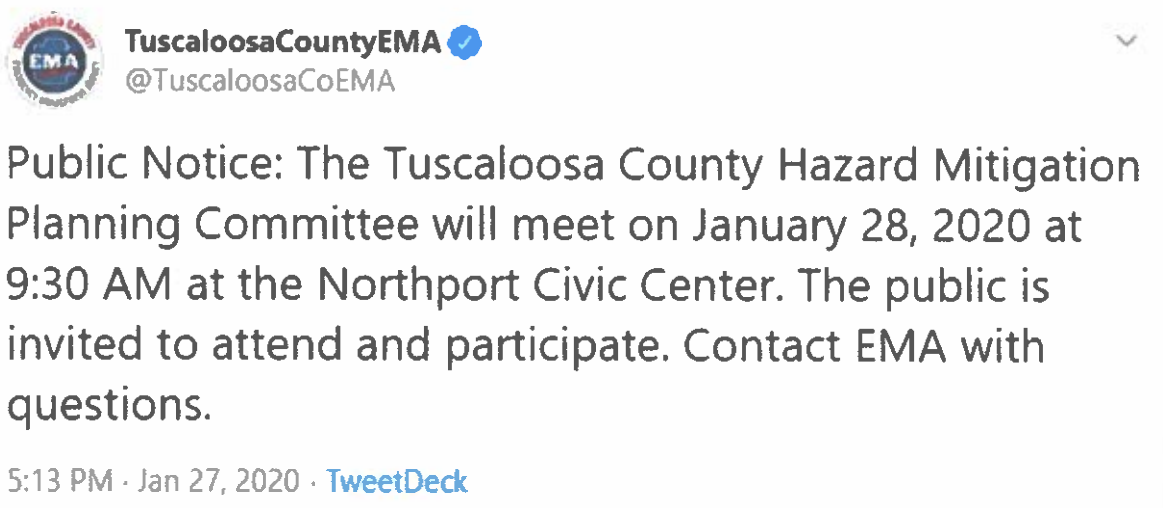 TuscaloosaCountyEMA
@TuscaloosaCoEMA
EMA
Public Notice: The Tuscaloosa County Hazard Mitigation
Planning Committee will meet on January 28, 2020 at
9:30 AM at the Northport Civic Center. The public is
invited to attend and participate. Contact EMA with
questions.
5:13 PM · Jan 27, 2020 · TweetDeck